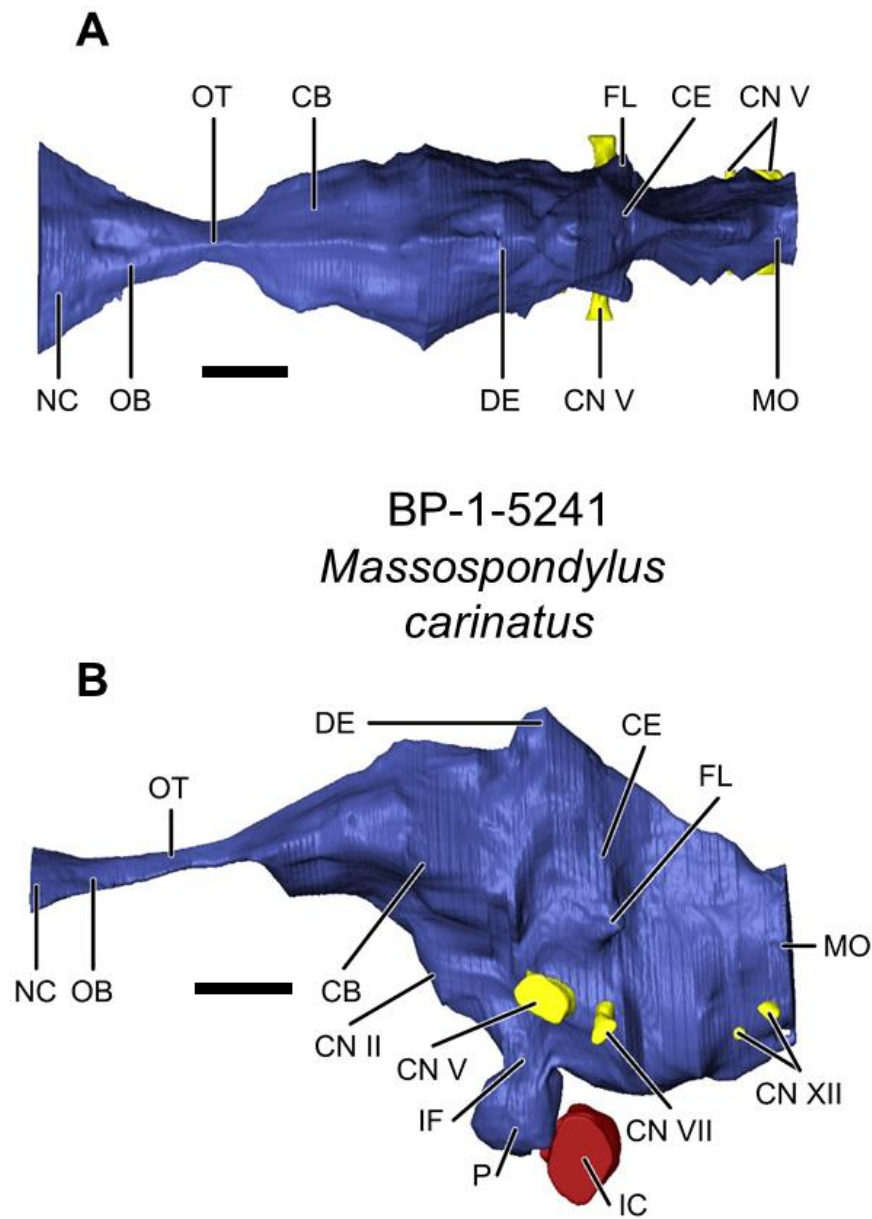 A
OT CB FL CE CN V
NC OB DE CN V MO
BP-1-5241
Massospondylus
carinatus
B
DE CE
FL
OT
MO
NC OB CB
CN II
CN V
CN XII
IF
CN VII
P
IC